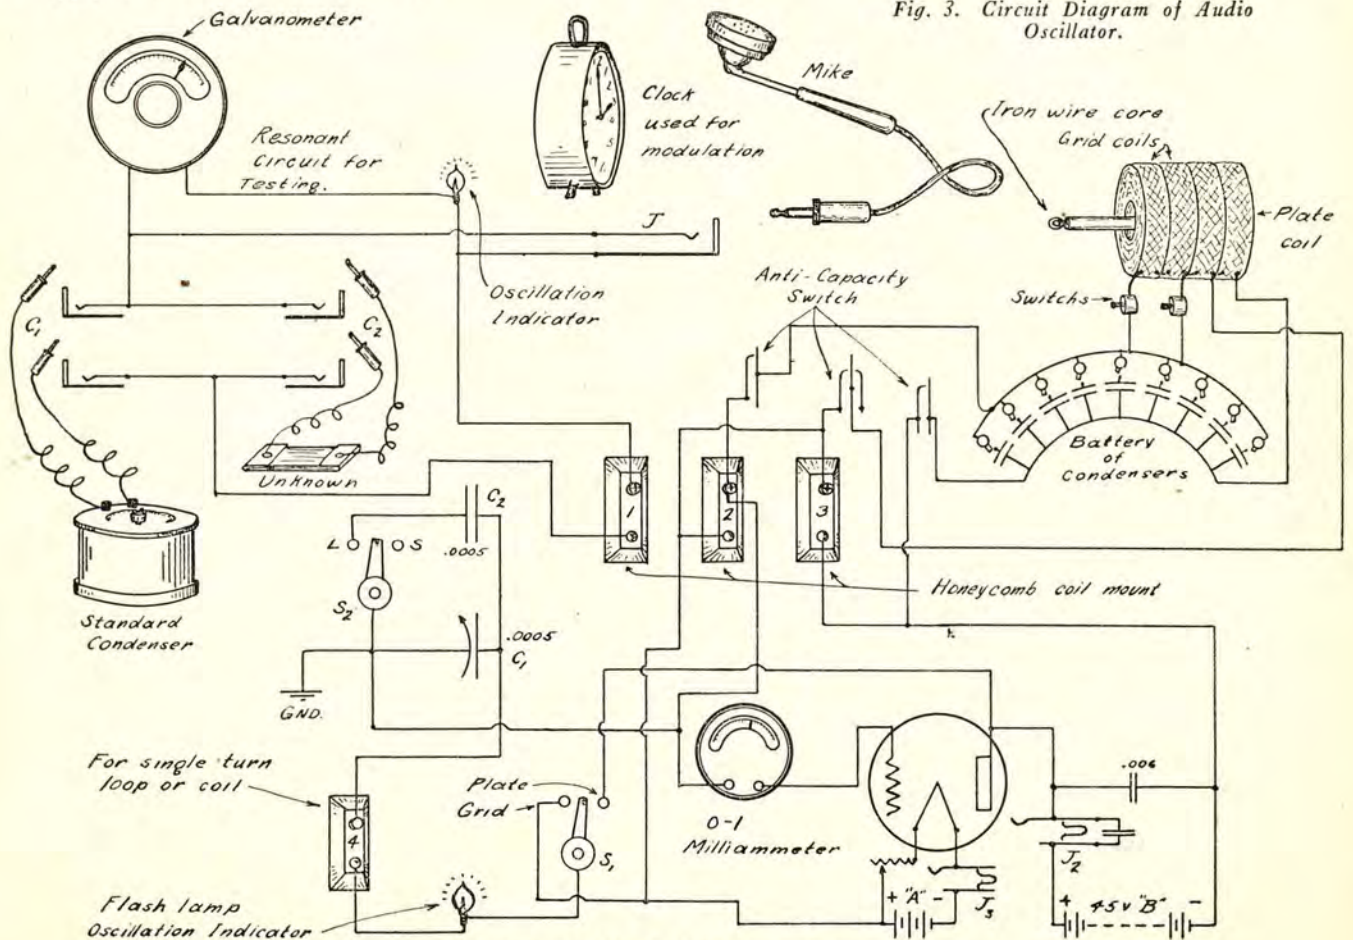 Galvanometer
Fig. 3. Circuit Diagram of Audio
Oscillator.
Clock
used for
modulation
Mike
Iron wire core
Grid coils
Resonant
Circuit for
Testing.
J
Plate
coil
Anti-Capacity
Switch
Switchs
Oscillation
Indicator
C1
C2
Unknown
Battery
of
Condensers
1
2
3
C2
.0005
L
S
S2
Honeycomb coil mount
Standard
Condenser
.0005
C1
GND.
For single turn
loop or coil
Plate
Grid
4
S1
0-1
Milliammeter
.006
J2
+ "A" -
J3
+ 45 v "B" -
Flash lamp
Oscillation Indicator